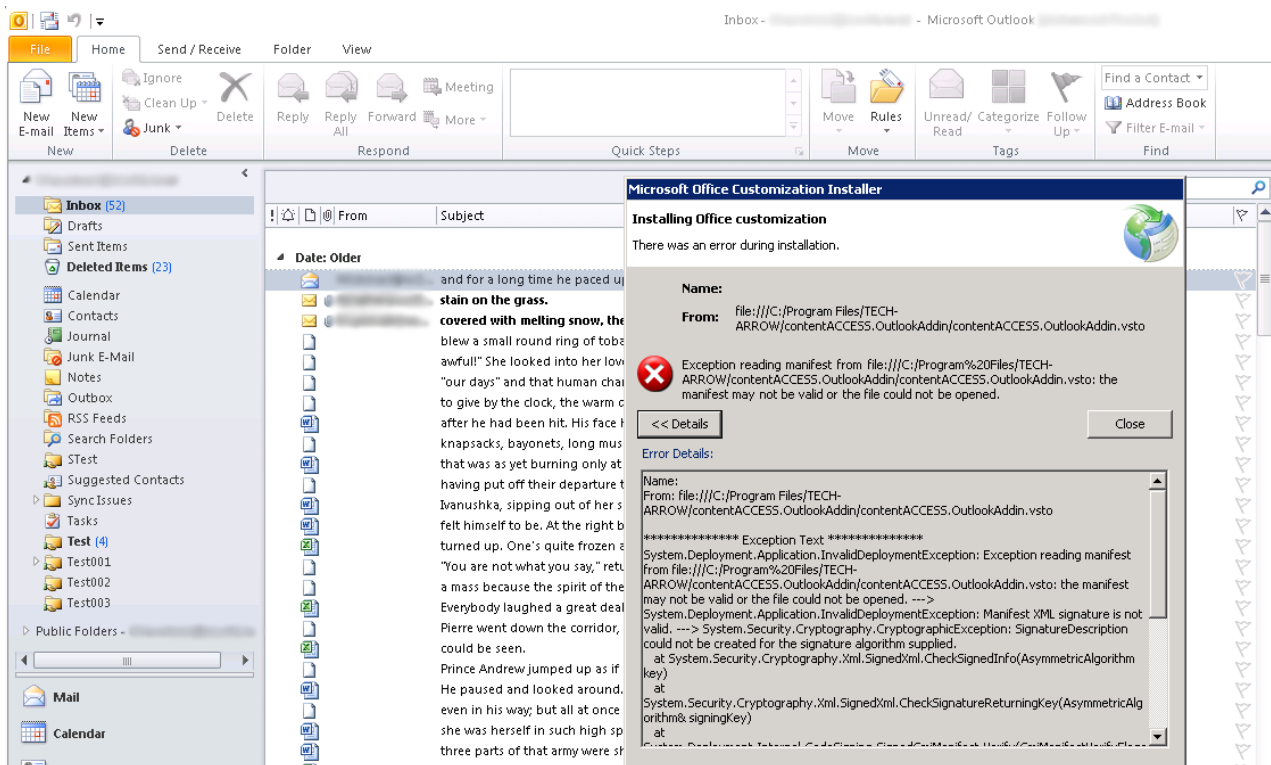 Inbox - - Microsoft Outlook
File Home Send / Receive Folder View
New E-mail
New Items
Ignore
Clean Up
Junk
Delete
Reply
Reply All
Forward
Meeting
More
Move
Rules
Unread/ Read
Categorize
Follow Up
Find a Contact
Address Book
Filter E-mail
New Delete Respond Quick Steps Move Tags Find
Inbox (52)
Drafts
Sent Items
Deleted Items (23)
Calendar
Contacts
Journal
Junk E-Mail
Notes
Outbox
RSS Feeds
Search Folders
STest
Suggested Contacts
Sync Issues
Tasks
Test (4)
Test001
Test002
Test003
Public Folders -
Mail
Calendar
From Subject
Date: Older
and for a long time he paced u
stain on the grass.
covered with melting snow, the
blew a small round ring of toba
awful!" She looked into her lov
"our days" and that human char
to give by the clock, the warm c
after he had been hit. His face h
knapsacks, bayonets, long mus
that was as yet burning only at
having put off their departure t
Ivanushka, sipping out of her s
felt himself to be. At the right b
turned up. One's quite frozen a
"You are not what you say," retu
a mass because the spirit of the
Everybody laughed a great deal
Pierre went down the corridor,
could be seen.
Prince Andrew jumped up as if
He paused and looked around.
even in his way; but all at once
she was herself in such high sp
three parts of that army were sh
Microsoft Office Customization Installer
Installing Office customization
There was an error during installation.
Name:
From: file:///C:/Program Files/TECH-
ARROW/contentACCESS.OutlookAddin/contentACCESS.OutlookAddin.vsto
Exception reading manifest from file:///C:/Program%20Files/TECH-
ARROW/contentACCESS.OutlookAddin/contentACCESS.OutlookAddin.vsto: the
manifest may not be valid or the file could not be opened.
<< Details Close
Error Details:
Name:
From: file:///C:/Program Files/TECH-
ARROW/contentACCESS.OutlookAddin/contentACCESS.OutlookAddin.vsto
************** Exception Text **************
System.Deployment.Application.InvalidDeploymentException: Exception reading manifest
from file:///C:/Program%20Files/TECH-
ARROW/contentACCESS.OutlookAddin/contentACCESS.OutlookAddin.vsto: the manifest
may not be valid or the file could not be opened. --->
System.Deployment.Application.InvalidDeploymentException: Manifest XML signature is not
valid. ---> System.Security.Cryptography.CryptographicException: SignatureDescription
could not be created for the signature algorithm supplied.
at System.Security.Cryptography.Xml.SignedXml.CheckSignedInfo(AsymmetricAlgorithm
key)
at
System.Security.Cryptography.Xml.SignedXml.CheckSignatureReturningKey(AsymmetricAlg
orithm& signingKey)
at